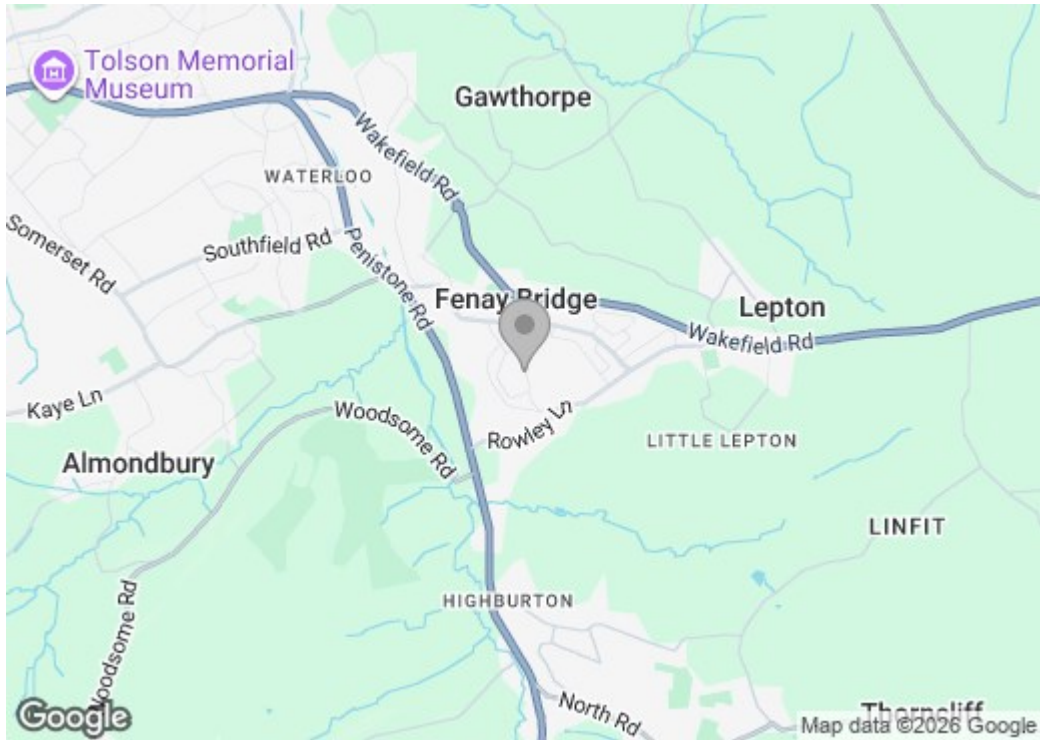 Tolson Memorial
Museum
Gawthorpe
Wakefield Rd
WATERLOO
Somerset Rd
Southfield Rd
Penistone Rd
Fenay Bridge
Lepton
Wakefield Rd
Kaye Ln
Woodsome Rd
Rowley Ln
LITTLE LEPTON
Almondbury
LINFIT
HIGHBURTON
Woodsome Rd
North Rd
Thorncliff
Google
Map data ©2026 Google